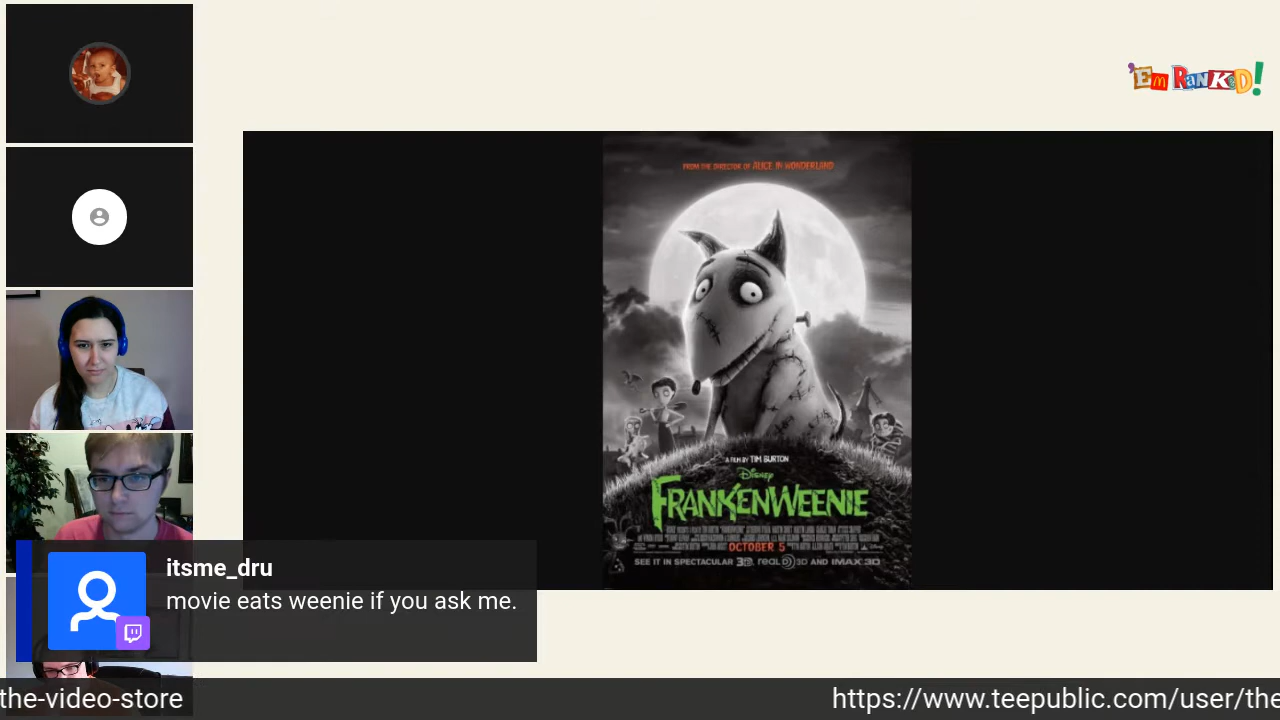 'Em RanKeD!
FROM THE DIRECTOR OF ALICE IN WONDERLAND
A FILM BY TIM BURTON
Disney
FRANKENWEENIE
OCTOBER 5
SEE IT IN SPECTACULAR 3D, REAL D 3D AND IMAX 3D
itsme_dru
movie eats weenie if you ask me.
the-video-store
https://www.teepublic.com/user/the